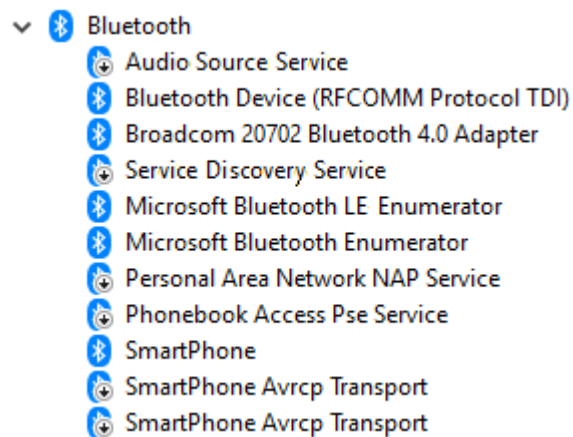 Bluetooth
Audio Source Service
Bluetooth Device (RFCOMM Protocol TDI)
Broadcom 20702 Bluetooth 4.0 Adapter
Service Discovery Service
Microsoft Bluetooth LE Enumerator
Microsoft Bluetooth Enumerator
Personal Area Network NAP Service
Phonebook Access Pse Service
SmartPhone
SmartPhone Avrcp Transport
SmartPhone Avrcp Transport